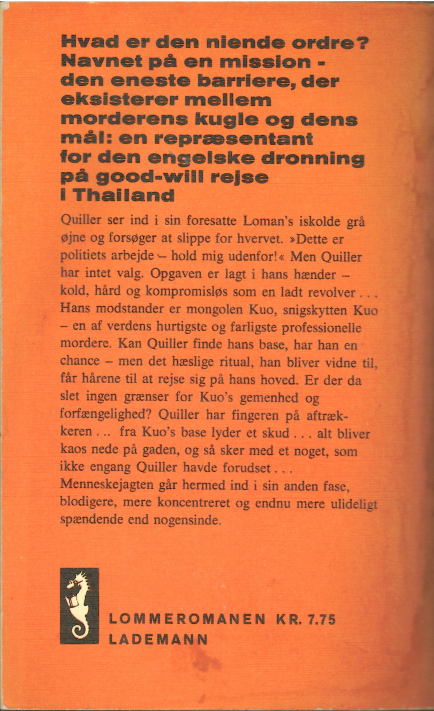 Hvad er den niende ordre?
Navnet på en mission -
den eneste barriere, der
eksisterer mellem
morderens kugle og dens
mål: en repræsentant
for den engelske dronning
på good-will rejse
i Thailand
Quiller ser ind i sin foresatte Loman's iskolde grå
øjne og forsøger at slippe for hvervet. »Dette er
politiets arbejde – hold mig udenfor!« Men Quiller
har intet valg. Opgaven er lagt i hans hænder –
kold, hård og kompromisløs som en ladt revolver . . .
Hans modstander er mongolen Kuo, snigskytten Kuo
– en af verdens hurtigste og farligste professionelle
mordere. Kan Quiller finde hans base, har han en
chance – men det hæslige ritual, han bliver vidne til,
får hårene til at rejse sig på hans hoved. Er der da
slet ingen grænser for Kuo's gemenhed og
forfængelighed? Quiller har fingeren på aftræk-
keren . . . fra Kuo's base lyder et skud . . . alt bliver
kaos nede på gaden, og så sker med et noget, som
ikke engang Quiller havde forudset . . .
Menneskejagten går hermed ind i sin anden fase,
blodigere, mere koncentreret og endnu mere ulideligt
spændende end nogensinde.
LOMMEROMANEN KR. 7.75
LADEMANN